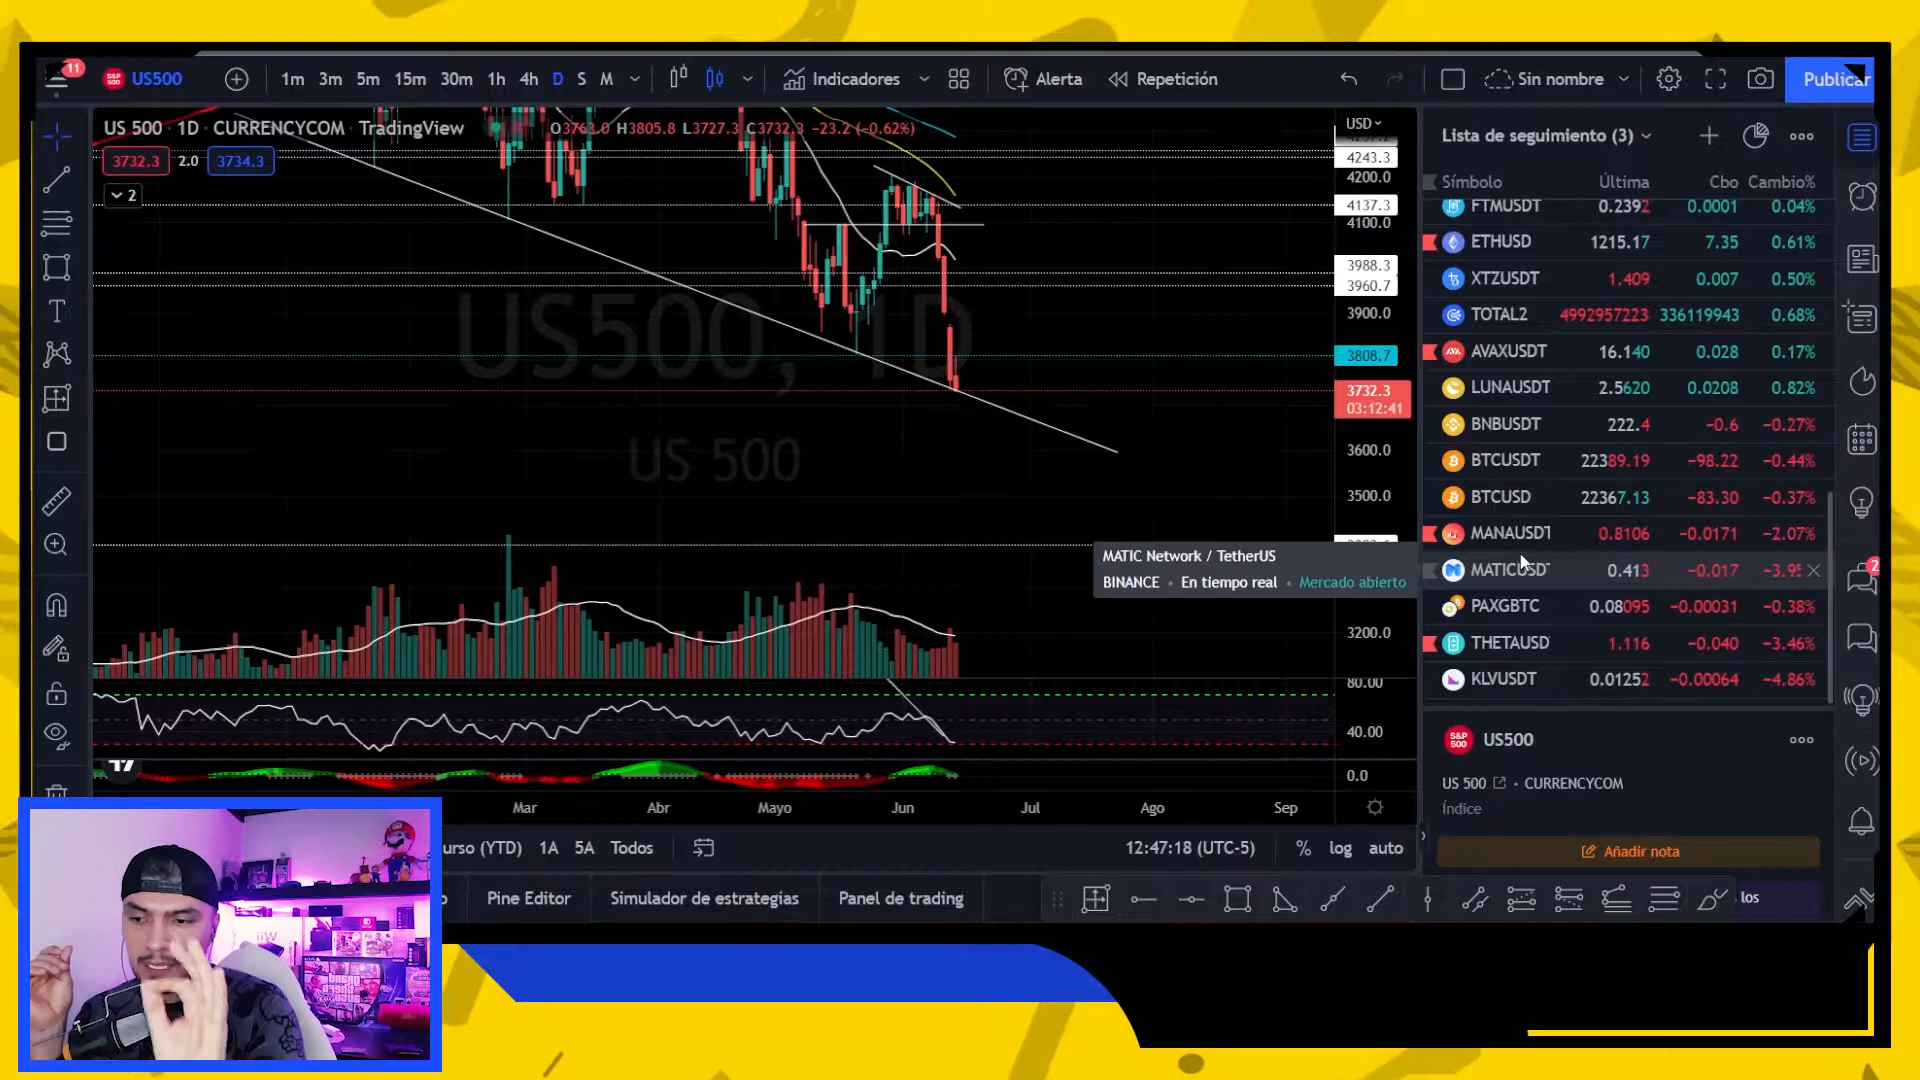 11
US500
1m 3m 5m 15m 30m 1h 4h D S M
Indicadores
Alerta
Repetición
Sin nombre
Publicar
US 500 · 1D · CURRENCYCOM · TradingView
O3763.0 H3805.8 L3727.3 C3732.3 −23.2 (−0.62%)
3732.3 2.0 3734.3
2
USD
4243.3
4200.0
4137.3
4100.0
3988.3
3960.7
3900.0
3808.7
3732.3
03:12:41
3600.0
3500.0
3200.0
80.00
40.00
0.0
US500, 1D
US 500
Mar Abr Mayo Jun Jul Ago Sep
MATIC Network / TetherUS
BINANCE • En tiempo real • Mercado abierto
Lista de seguimiento (3)
Símbolo Última Cbo Cambio%
FTMUSDT 0.2392 0.0001 0.04%
ETHUSD 1215.17 7.35 0.61%
XTZUSDT 1.409 0.007 0.50%
TOTAL2 4992957223 336119943 0.68%
AVAXUSDT 16.140 0.028 0.17%
LUNAUSDT 2.5620 0.0208 0.82%
BNBUSDT 222.4 −0.6 −0.27%
BTCUSDT 22389.19 −98.22 −0.44%
BTCUSD 22367.13 −83.30 −0.37%
MANAUSDT 0.8106 −0.0171 −2.07%
MATICUSDT 0.413 −0.017 −3.95
PAXGBTC 0.08095 −0.00031 −0.38%
THETAUSD 1.116 −0.040 −3.46%
KLVUSDT 0.01252 −0.00064 −4.86%
2
S&P
500
US500
US 500 • CURRENCYCOM
Índice
Añadir nota
urso (YTD) 1A 5A Todos
12:47:18 (UTC-5) % log auto
Pine Editor
Simulador de estrategias
Panel de trading
los